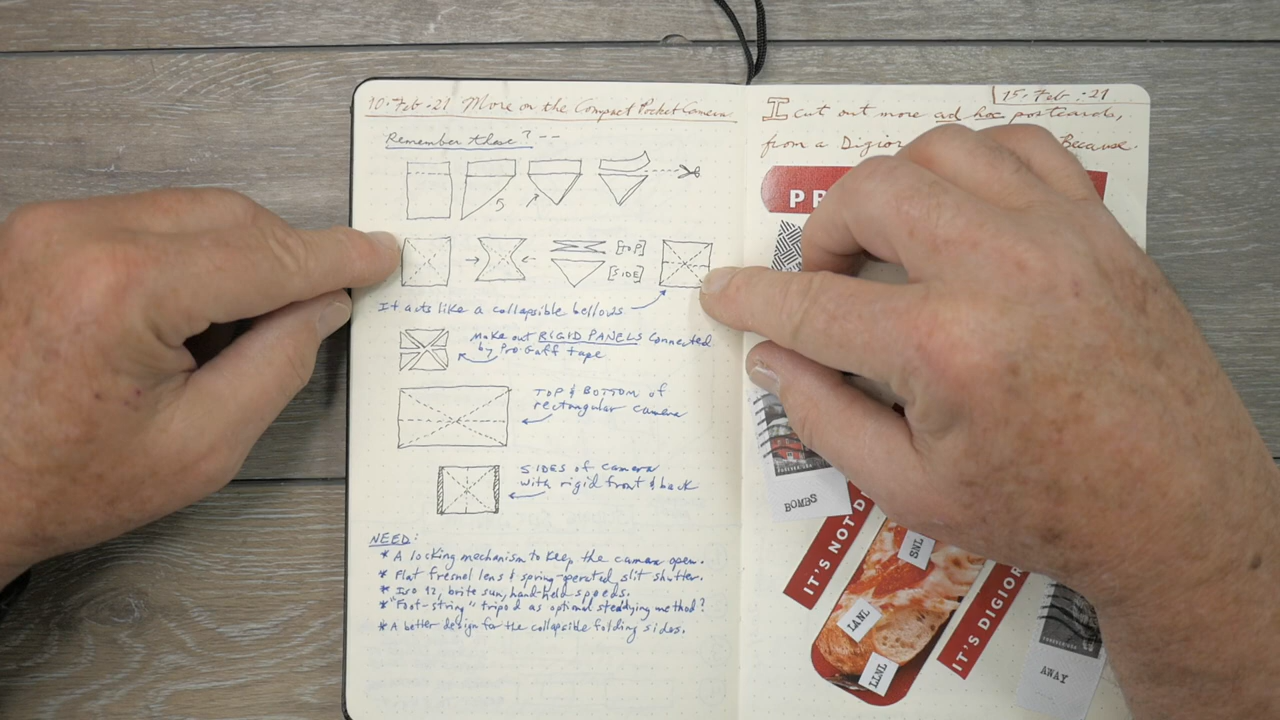 10·Feb·21 More on the Compact Pocket Camera
Remember these? --
[TOP]
[SIDE]
It acts like a collapsible bellows.
Make out RIGID PANELS connected
by Pro Gaff tape
TOP & BOTTOM of
rectangular camera
SIDES of camera
with rigid front & back
NEED:
* A locking mechanism to keep the camera open.
* Flat fresnel lens & spring-operated slit shutter.
* Iso 12, brite sun, hand-held speeds.
* "Foot-string" tripod as optional steadying method?
* A better design for the collapsible folding sides.
15·Feb·21
I cut out more ad hoc postcards,
from a Digior Because.
PR
BOMBS
IT'S NOT D
SNL
LANL
LLNL
IT'S DIGIOR
AWAY